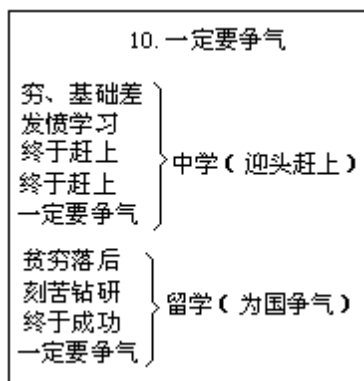 10.一定要争气
穷、基础差
发愤学习
终于赶上
终于赶上
一定要争气
中学(迎头赶上)
贫穷落后
刻苦钻研
终于成功
一定要争气
留学(为国争气)